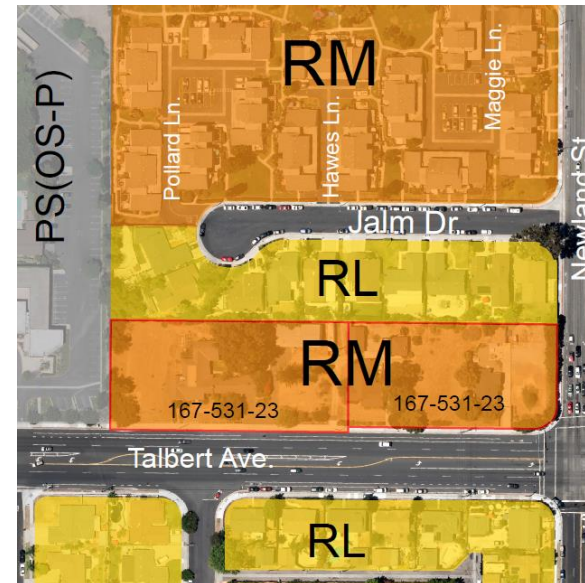 RM
Pollard Ln.
Hawes Ln.
Maggie Ln.
PS(OS-P)
Newland St.
Jalm Dr
RL
RM
167-531-23
167-531-23
Talbert Ave.
RL